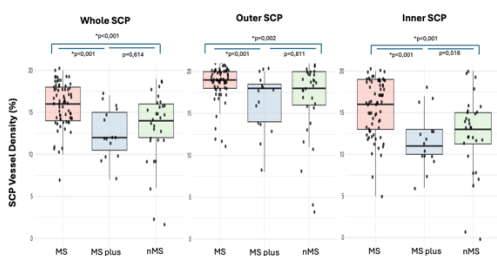 Whole SCP
Outer SCP
Inner SCP
*p<0,001
*p=0,002
*p<0,001
*p<0,001 p=0,614
*p<0,001 p=0,811
*p<0,001 p=0,518
SCP Vessel Density (%)
20
15
10
5
0
20
15
10
5
0
20
15
10
5
0
MS MS plus nMS
MS MS plus nMS
MS MS plus nMS